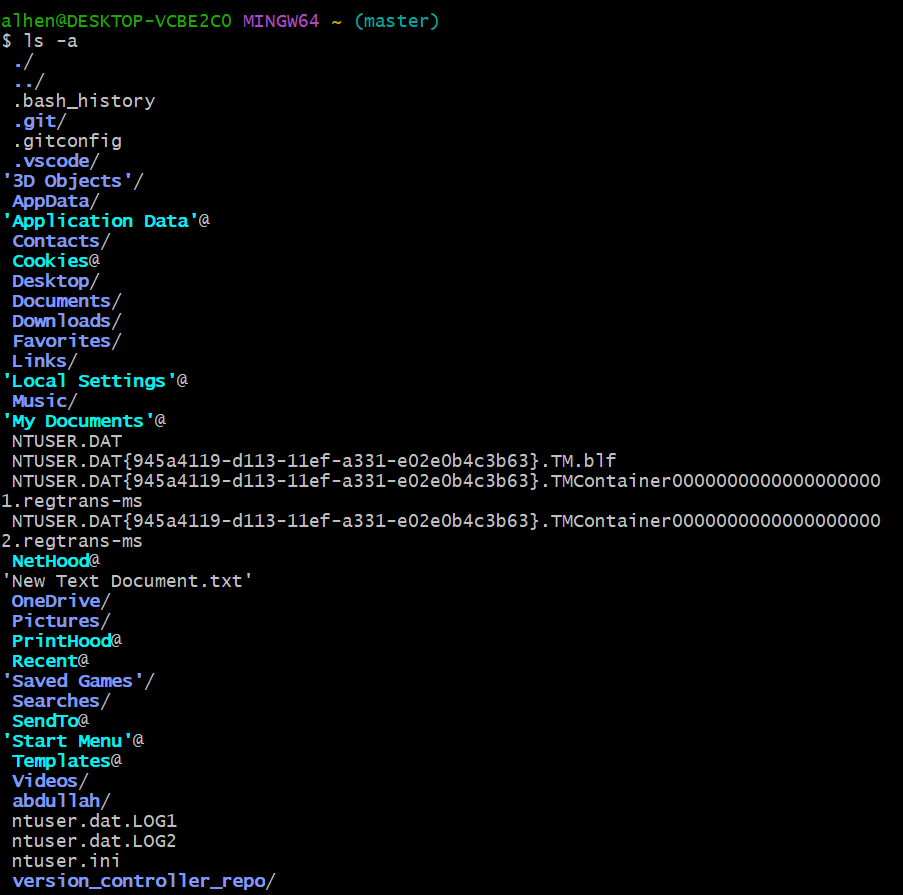 alhen@DESKTOP-VCBE2C0 MINGW64 ~ (master)
$ ls -a
./
../
.bash_history
.git/
.gitconfig
.vscode/
'3D Objects'/
AppData/
'Application Data'@
Contacts/
Cookies@
Desktop/
Documents/
Downloads/
Favorites/
Links/
'Local Settings'@
Music/
'My Documents'@
NTUSER.DAT
NTUSER.DAT{945a4119-d113-11ef-a331-e02e0b4c3b63}.TM.blf
NTUSER.DAT{945a4119-d113-11ef-a331-e02e0b4c3b63}.TMContainer0000000000000000000
1.regtrans-ms
NTUSER.DAT{945a4119-d113-11ef-a331-e02e0b4c3b63}.TMContainer0000000000000000000
2.regtrans-ms
NetHood@
'New Text Document.txt'
OneDrive/
Pictures/
PrintHood@
Recent@
'Saved Games'/
Searches/
SendTo@
'Start Menu'@
Templates@
Videos/
abdullah/
ntuser.dat.LOG1
ntuser.dat.LOG2
ntuser.ini
version_controller_repo/